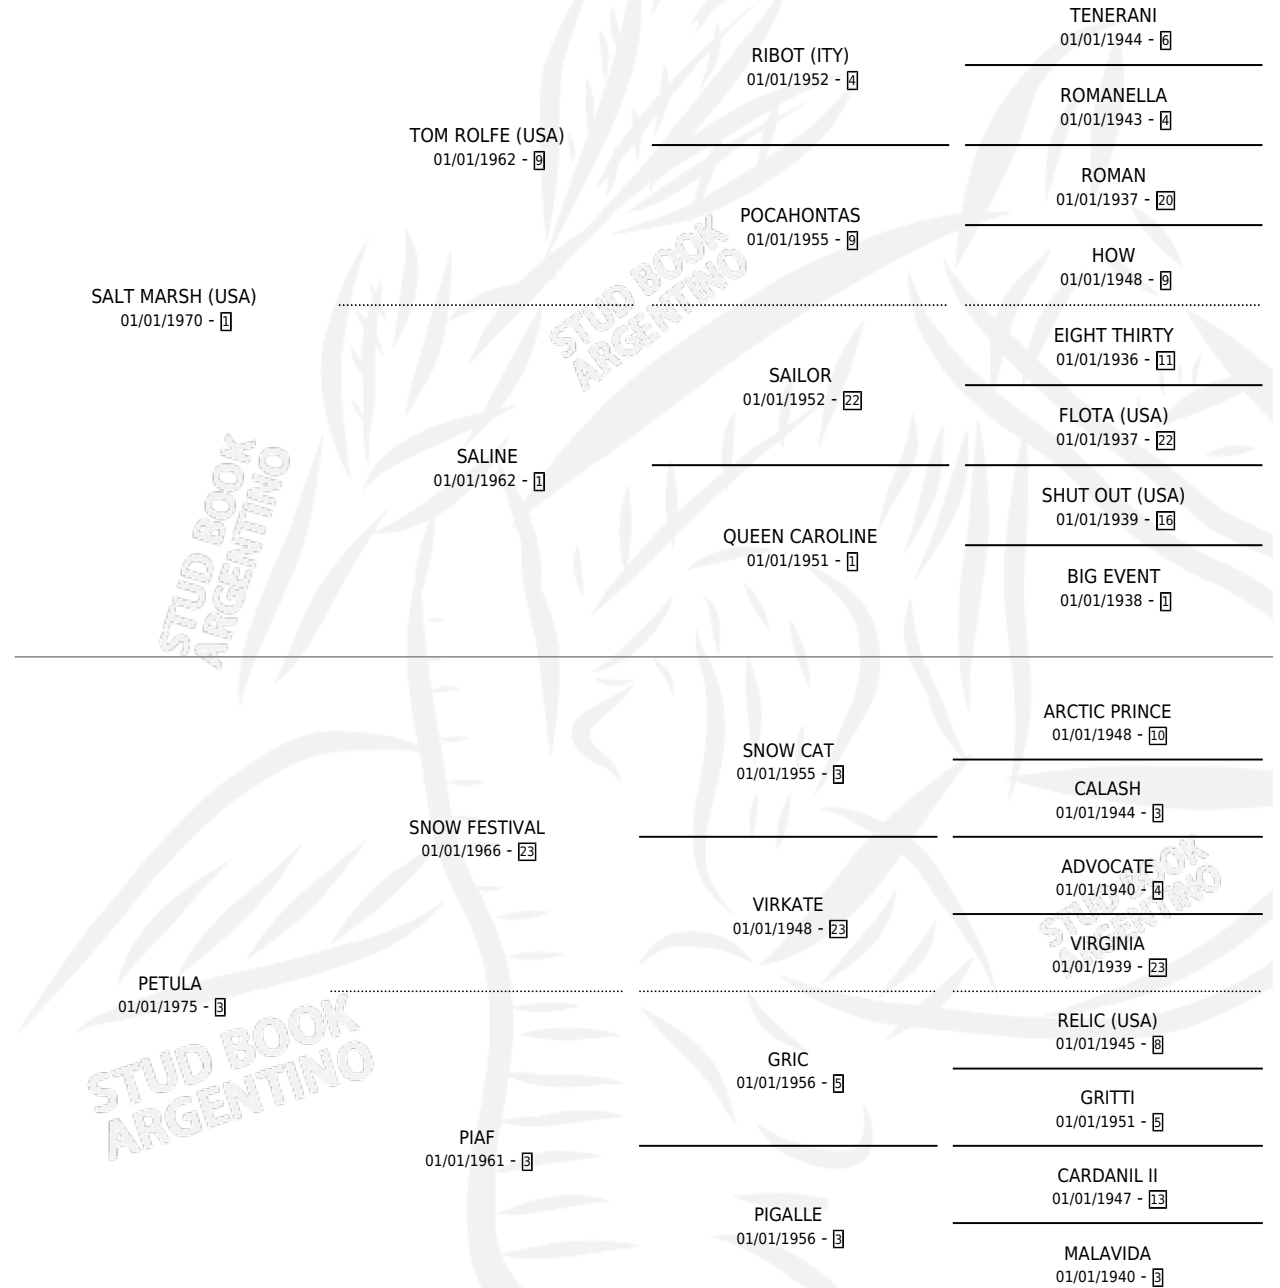 TENERANI
01/01/1944 - 6
RIBOT (ITY)
01/01/1952 - 4
ROMANELLA
01/01/1943 - 4
TOM ROLFE (USA)
01/01/1962 - 9
ROMAN
01/01/1937 - 20
POCAHONTAS
01/01/1955 - 9
HOW
01/01/1948 - 9
SALT MARSH (USA)
01/01/1970 - 1
STUD BOOK
ARGENTINO
EIGHT THIRTY
01/01/1936 - 11
SAILOR
01/01/1952 - 22
FLOTA (USA)
01/01/1937 - 22
SALINE
01/01/1962 - 1
SHUT OUT (USA)
01/01/1939 - 16
QUEEN CAROLINE
01/01/1951 - 1
BIG EVENT
01/01/1938 - 1
STUD BOOK
ARGENTINO
ARCTIC PRINCE
01/01/1948 - 10
SNOW CAT
01/01/1955 - 3
CALASH
01/01/1944 - 3
SNOW FESTIVAL
01/01/1966 - 23
ADVOCATE
01/01/1940 - 4
VIRKATE
01/01/1948 - 23
VIRGINIA
01/01/1939 - 23
STUD BOOK
ARGENTINO
PETULA
01/01/1975 - 3
RELIC (USA)
01/01/1945 - 8
GRIC
01/01/1956 - 5
GRITTI
01/01/1951 - 5
STUD BOOK
ARGENTINO
PIAF
01/01/1961 - 3
CARDANIL II
01/01/1947 - 13
PIGALLE
01/01/1956 - 3
MALAVIDA
01/01/1940 - 3